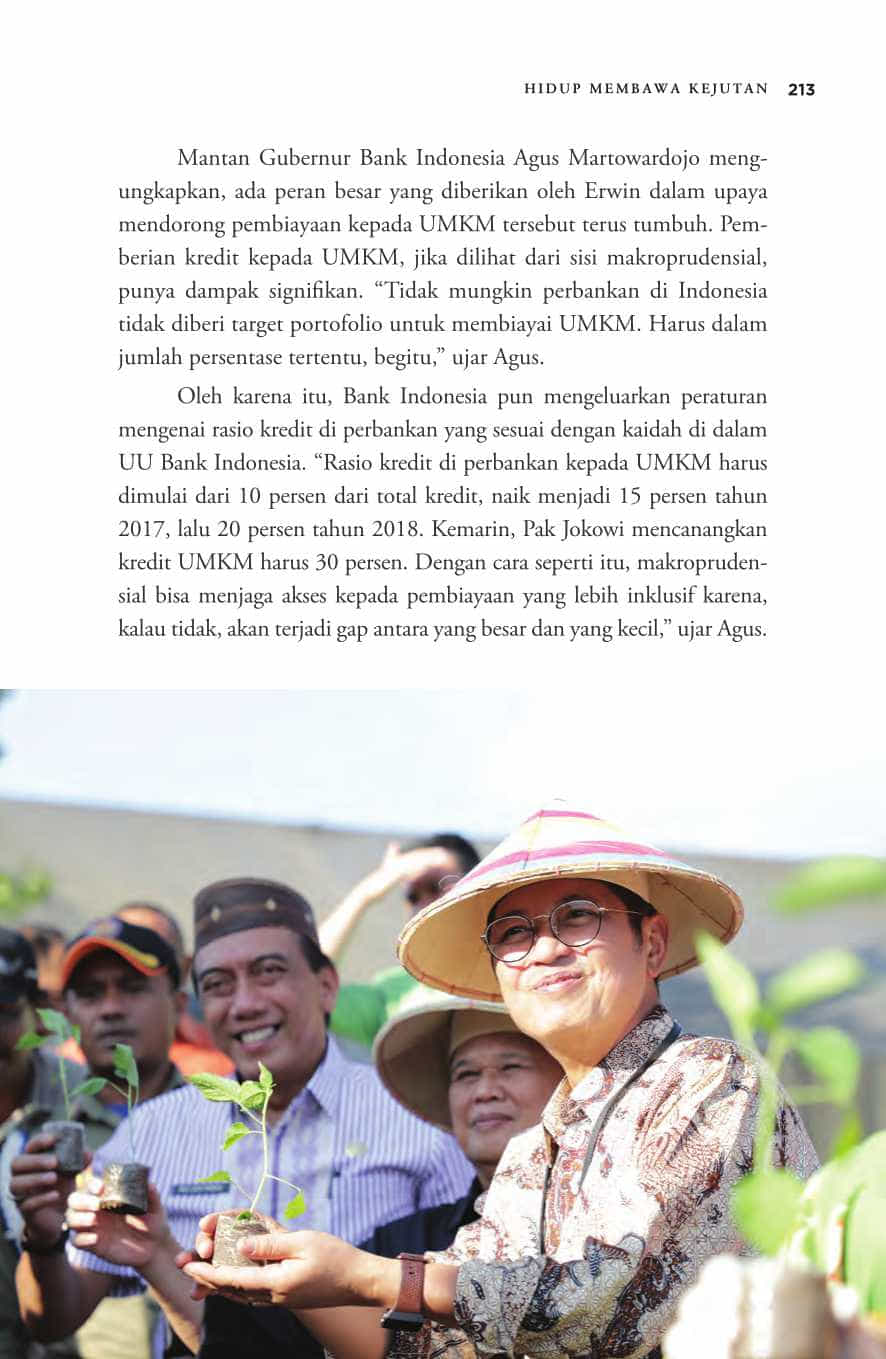 HIDUP MEMBAWA KEJUTAN 213
Mantan Gubernur Bank Indonesia Agus Martowardojo meng-
ungkapkan, ada peran besar yang diberikan oleh Erwin dalam upaya
mendorong pembiayaan kepada UMKM tersebut terus tumbuh. Pem-
berian kredit kepada UMKM, jika dilihat dari sisi makroprudensial,
punya dampak signifikan. “Tidak mungkin perbankan di Indonesia
tidak diberi target portofolio untuk membiayai UMKM. Harus dalam
jumlah persentase tertentu, begitu,” ujar Agus.
Oleh karena itu, Bank Indonesia pun mengeluarkan peraturan
mengenai rasio kredit di perbankan yang sesuai dengan kaidah di dalam
UU Bank Indonesia. “Rasio kredit di perbankan kepada UMKM harus
dimulai dari 10 persen dari total kredit, naik menjadi 15 persen tahun
2017, lalu 20 persen tahun 2018. Kemarin, Pak Jokowi mencanangkan
kredit UMKM harus 30 persen. Dengan cara seperti itu, makropruden-
sial bisa menjaga akses kepada pembiayaan yang lebih inklusif karena,
kalau tidak, akan terjadi gap antara yang besar dan yang kecil,” ujar Agus.